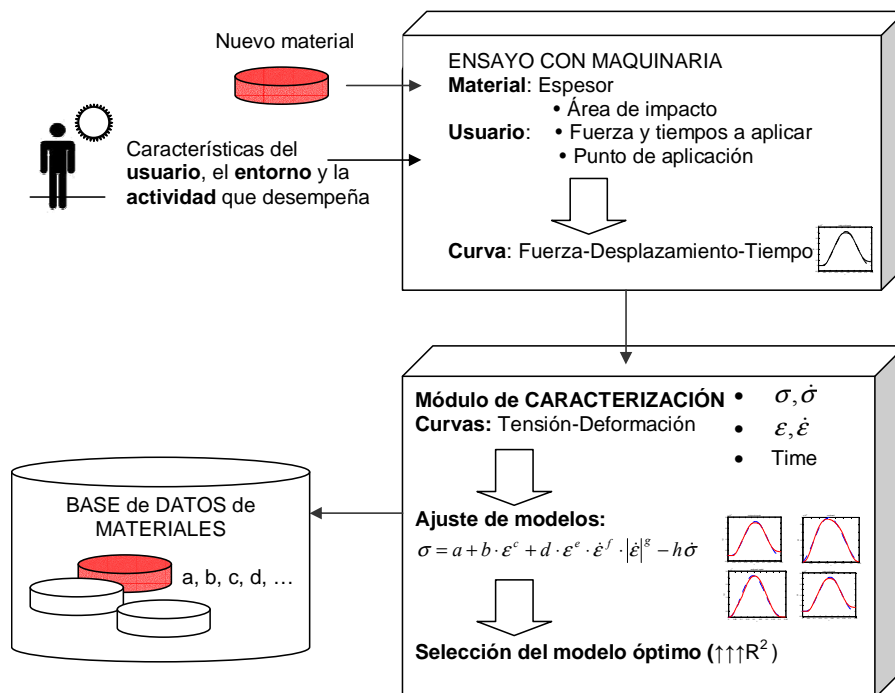 Nuevo material
Características del
usuario, el entorno y la
actividad que desempeña
ENSAYO CON MAQUINARIA
Material: Espesor
• Área de impacto
Usuario: • Fuerza y tiempos a aplicar
• Punto de aplicación
Curva: Fuerza-Desplazamiento-Tiempo
Módulo de CARACTERIZACIÓN
Curvas: Tensión-Deformación
• σ, σ̇
• ε, ε̇
• Time
Ajuste de modelos:
σ = a + b · ε^c + d · ε^e · ε̇^f · |ε̇|^g − hσ̇
Selección del modelo óptimo (↑↑↑R²)
BASE de DATOS de
MATERIALES
a, b, c, d, …